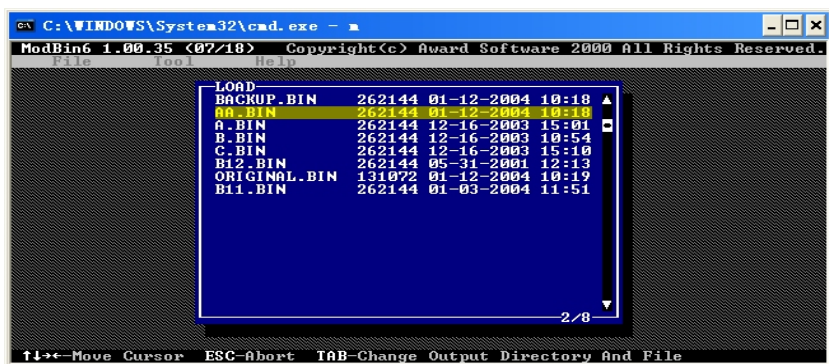 C:\WINDOWS\System32\cmd.exe - m
ModBin6 1.00.35 (07/18) Copyright(c) Award Software 2000 All Rights Reserved.
File Tool Help
LOAD
BACKUP.BIN 262144 01-12-2004 10:18
AA.BIN 262144 01-12-2004 10:18
A.BIN 262144 12-16-2003 15:01
B.BIN 262144 12-16-2003 10:54
C.BIN 262144 12-16-2003 15:10
B12.BIN 262144 05-31-2001 12:13
ORIGINAL.BIN 131072 01-12-2004 10:19
B11.BIN 262144 01-03-2004 11:51
2/8
↑↓→←-Move Cursor ESC-Abort TAB-Change Output Directory And File